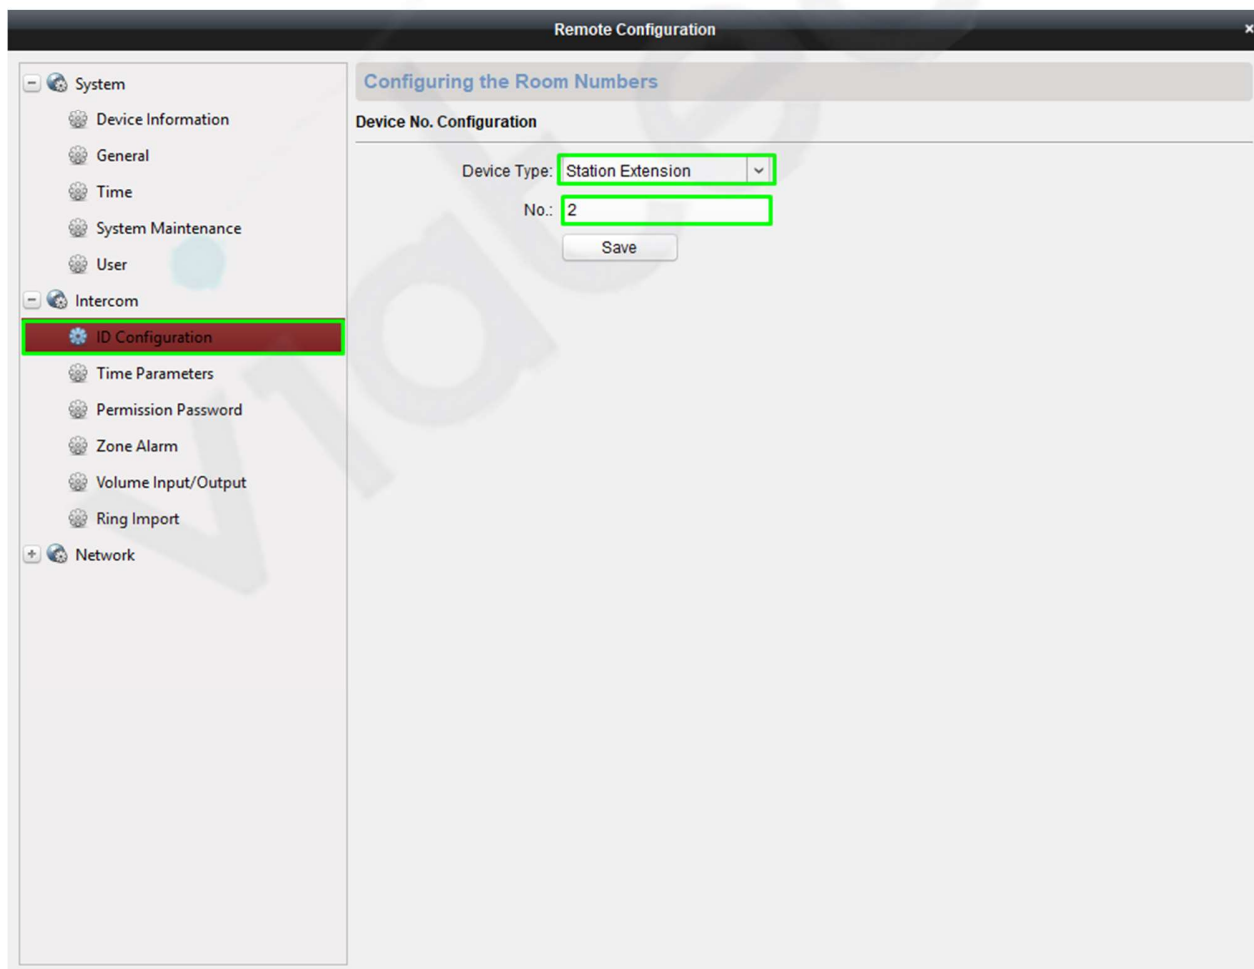 Remote Configuration
System
Device Information
General
Time
System Maintenance
User
Intercom
ID Configuration
Time Parameters
Permission Password
Zone Alarm
Volume Input/Output
Ring Import
Network
Configuring the Room Numbers
Device No. Configuration
Device Type: Station Extension
No.: 2
Save